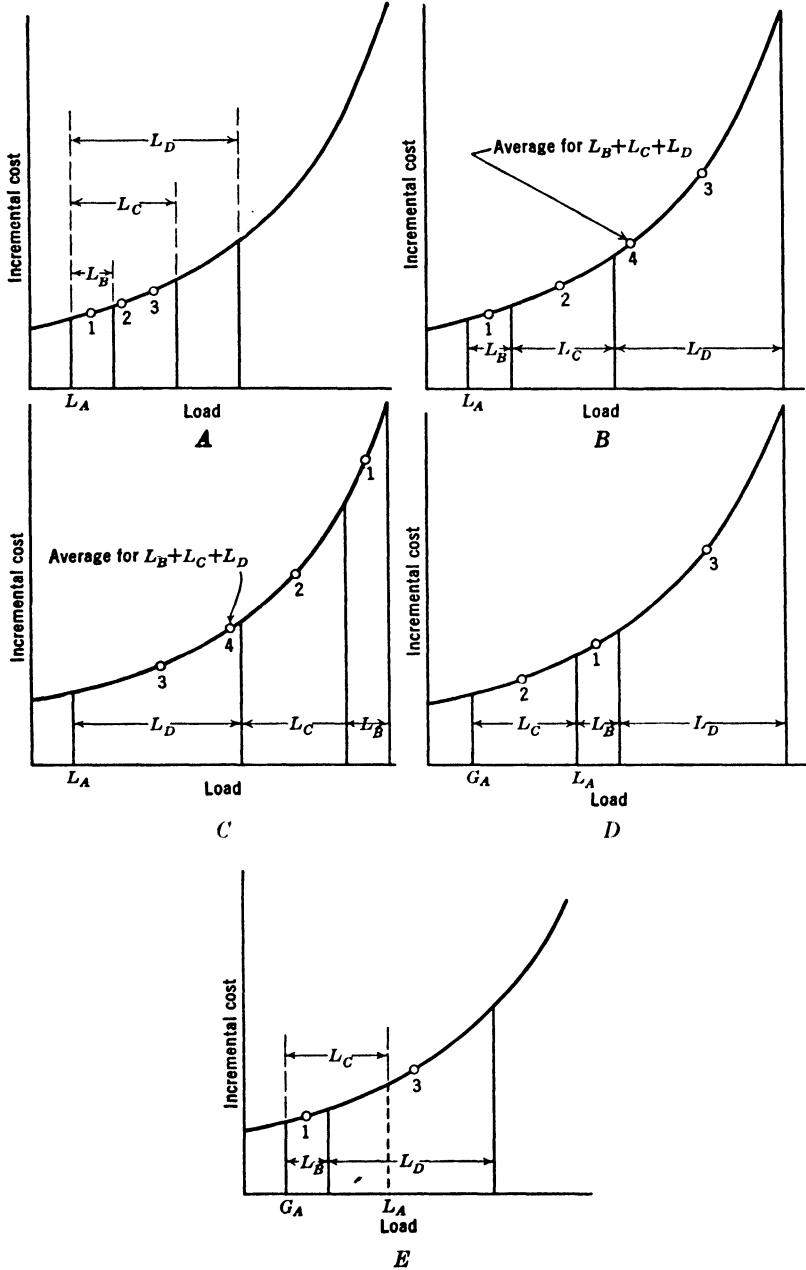 Incremental cost
L_D
L_C
L_B
1
2
3
L_A
Load
A
Incremental cost
Average for L_B+L_C+L_D
3
4
2
1
L_B
L_C
L_D
L_A
Load
B
Incremental cost
1
Average for L_B+L_C+L_D
2
4
3
L_D
L_C
L_B
L_A
Load
C
Incremental cost
3
1
2
L_C
L_B
L_D
G_A
L_A
Load
D
Incremental cost
L_C
3
1
L_B
L_D
G_A
L_A
Load
E